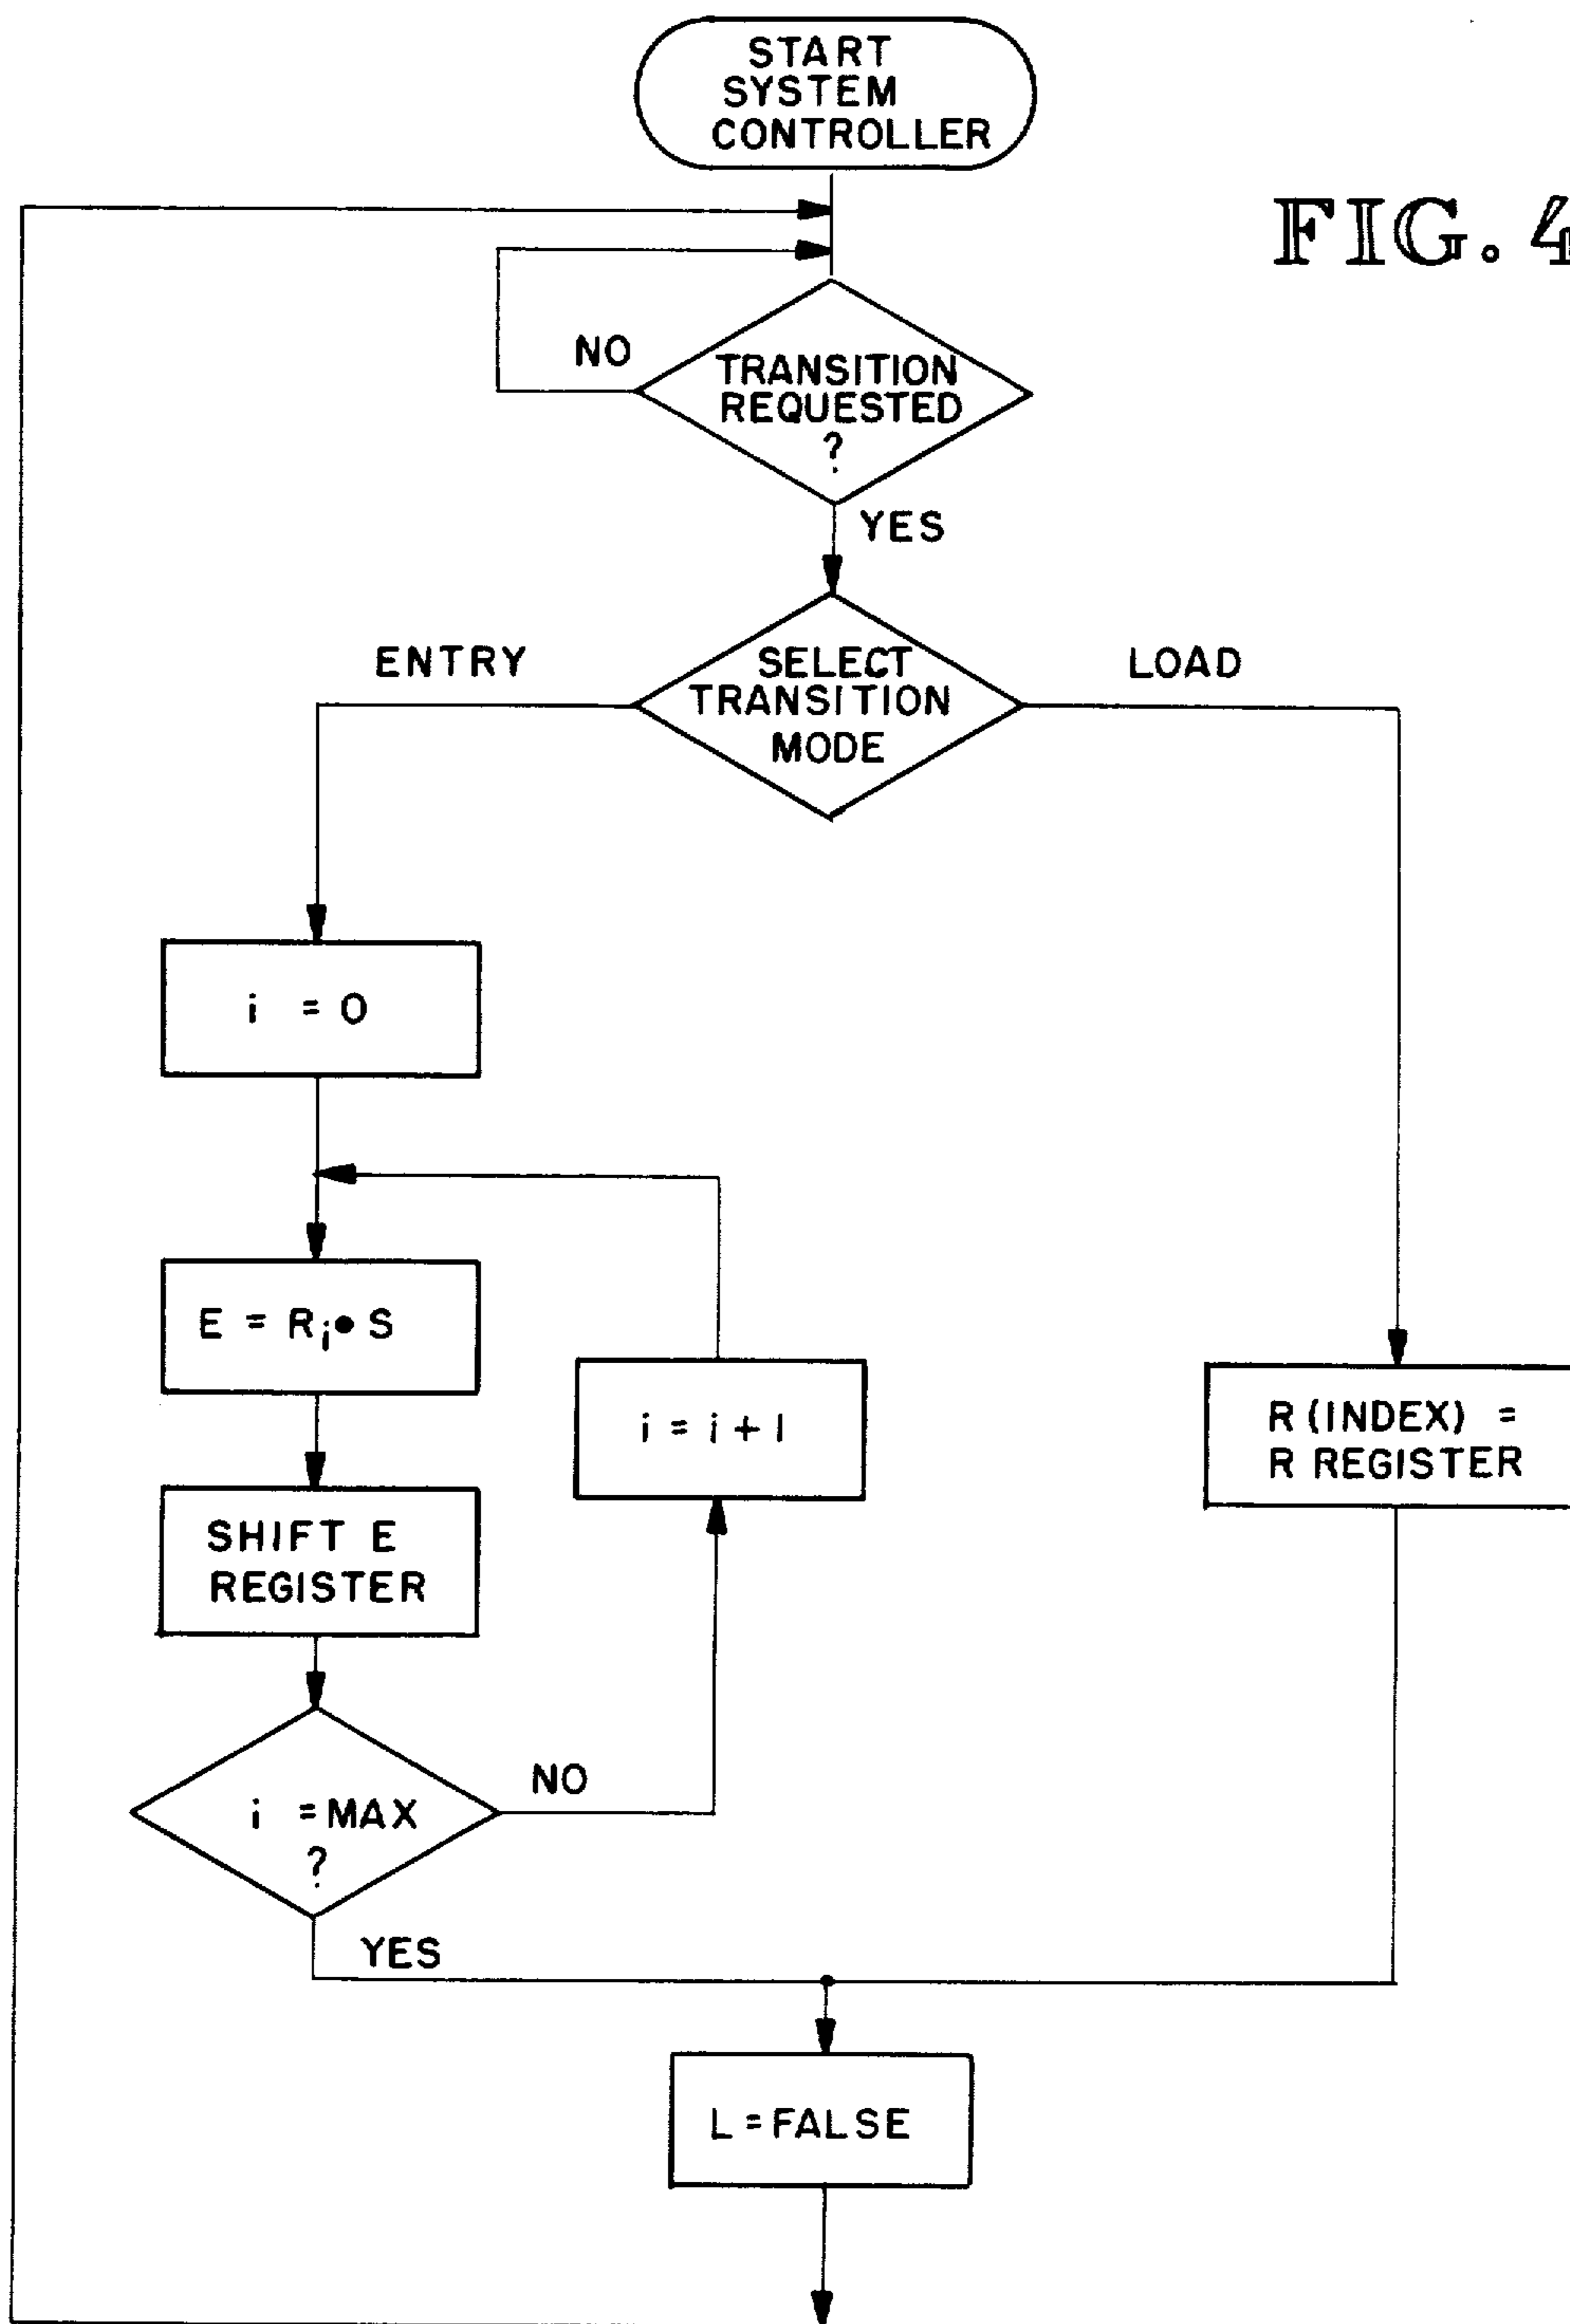 START
SYSTEM
CONTROLLER
FIG. 4
NO
TRANSITION
REQUESTED
?
YES
ENTRY
SELECT
TRANSITION
MODE
LOAD
i = 0
E = Ri• S
i = i + 1
R (INDEX) =
R REGISTER
SHIFT E
REGISTER
NO
i = MAX
?
YES
L = FALSE